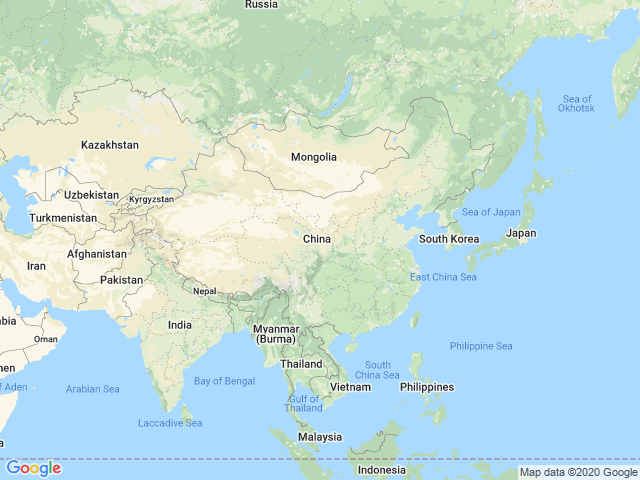 Russia
Sea of
Okhotsk
Kazakhstan
Mongolia
Uzbekistan
Kyrgyzstan
Turkmenistan
Sea of Japan
Japan
South Korea
China
Afghanistan
Iran
East China Sea
Pakistan
Nepal
bia
India
Myanmar
(Burma)
Oman
Philippine Sea
men
Thailand
South
China Sea
of Aden
Arabian Sea
Bay of Bengal
Vietnam
Philippines
Gulf of
Thailand
Laccadive Sea
Malaysia
a
Google
Indonesia
Map data ©2020 Google